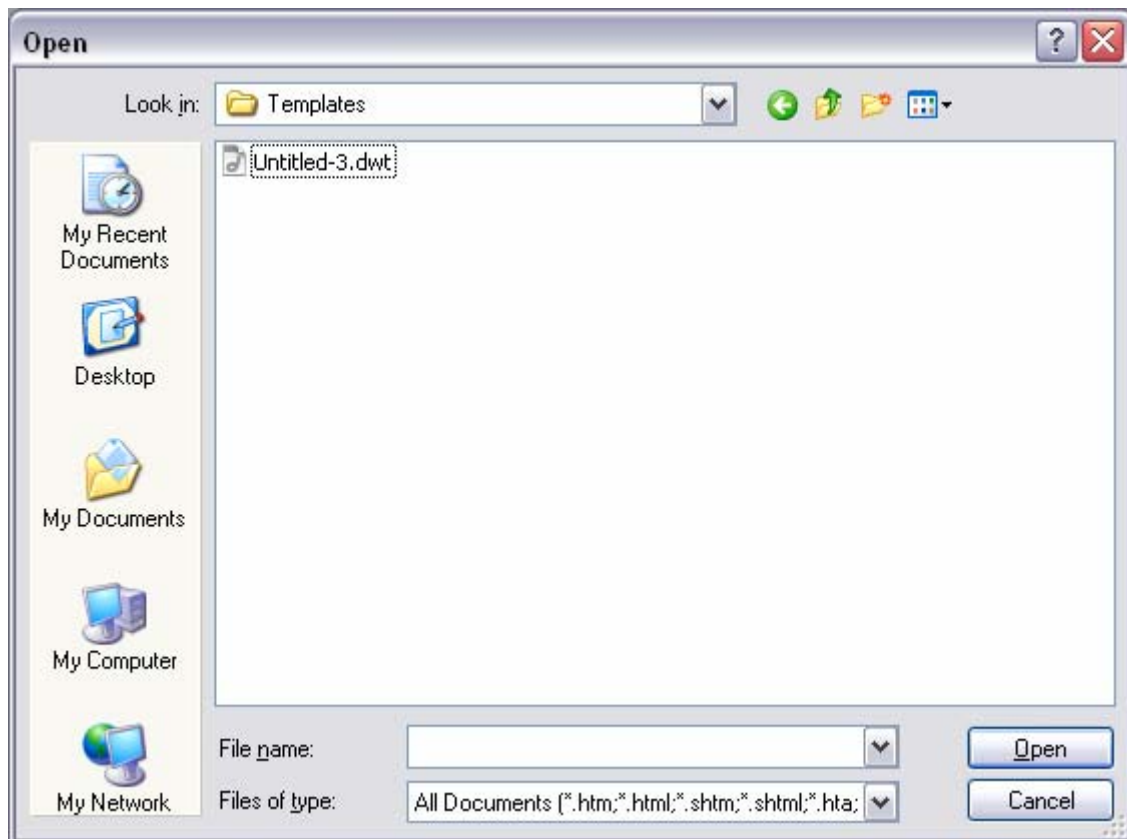 Open
Look in:
Templates
Untitled-3.dwt
My Recent
Documents
Desktop
My Documents
My Computer
My Network
File name:
Open
Files of type:
All Documents (*.htm;*.html;*.shtm;*.shtml;*.hta;
Cancel